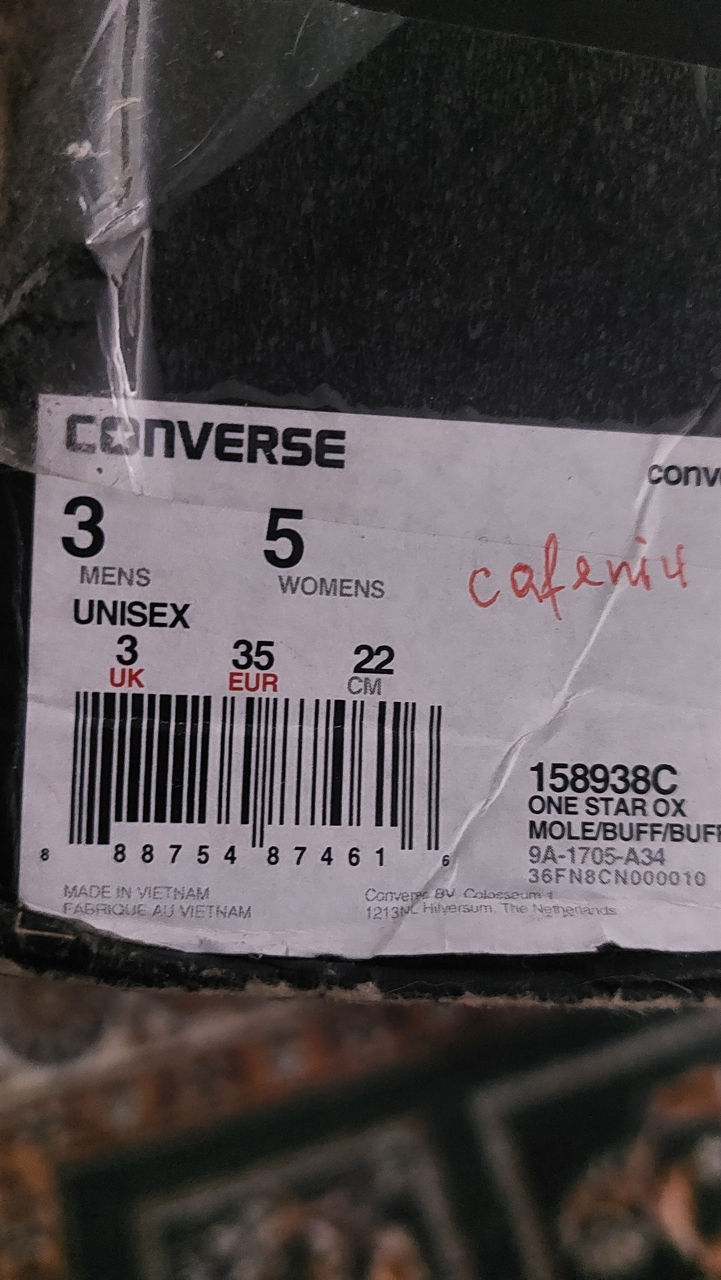 CONVERSE
conv
3 5
MENS WOMENS
cafeniu
UNISEX
3 35 22
UK EUR CM
158938C
ONE STAR OX
MOLE/BUFF/BUFF
9A-1705-A34
36FN8CN000010
8 88754 87461 6
MADE IN VIETNAM
FABRIQUE AU VIETNAM
Converse BV Colosseum 1
1213NL Hilversum, The Netherlands